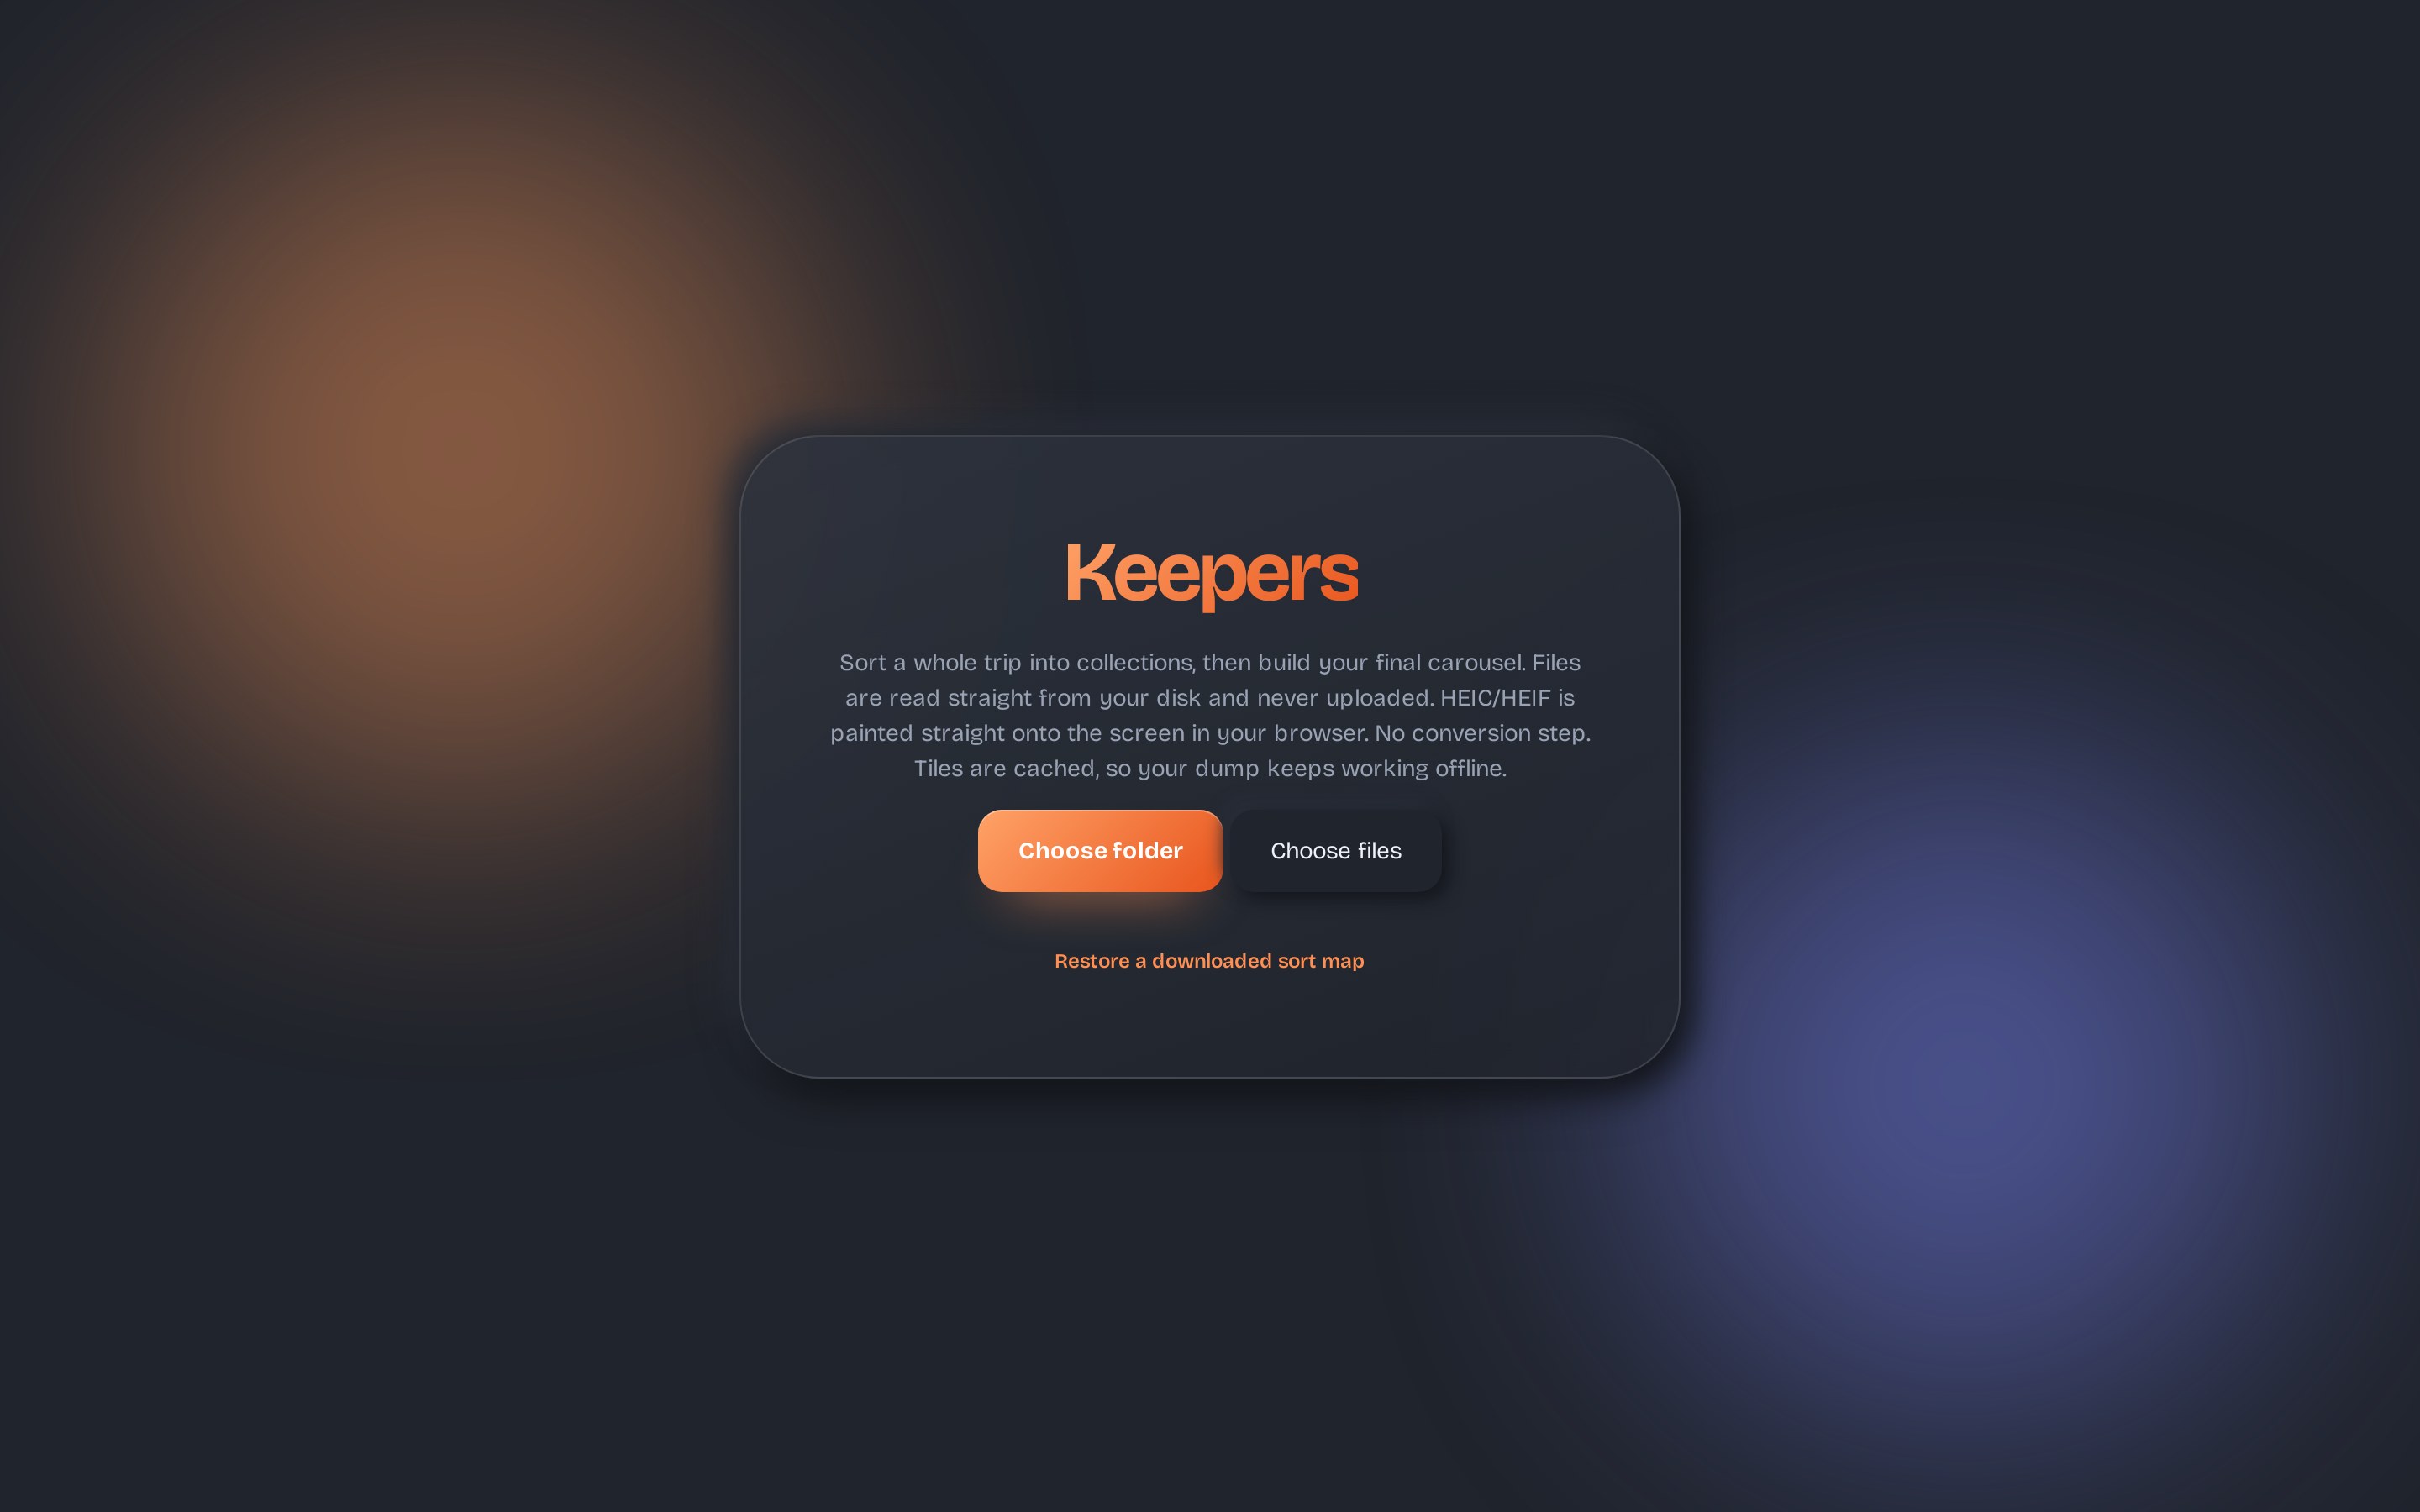 Keepers
Sort a whole trip into collections, then build your final carousel. Files
are read straight from your disk and never uploaded. HEIC/HEIF is
painted straight onto the screen in your browser. No conversion step.
Tiles are cached, so your dump keeps working offline.
Choose folder
Choose files
Restore a downloaded sort map